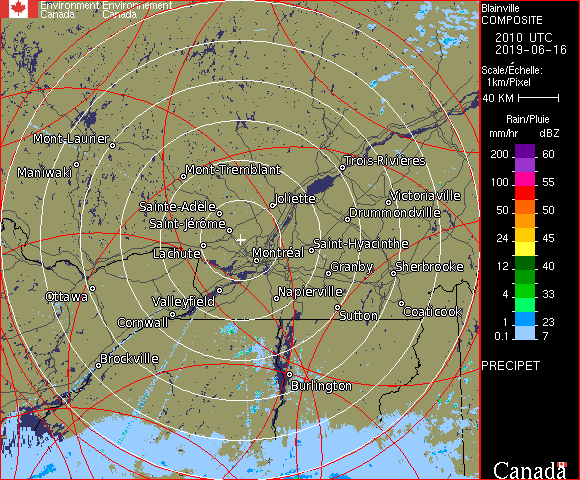 Environment Environnement
Canada Canada
Blainville
COMPOSITE
2010 UTC
2019-06-16
Scale/Échelle:
1km/Pixel
40 KM
Rain/Pluie
mm/hr dBZ
200 60
100 55
50 50
24 45
12 40
4 33
1 23
0.1 7
PRECIPET
Canada
Mont-Laurier
Maniwaki
Mont-Tremblant
Trois-Rivières
Joliette
Victoriaville
Sainte-Adèle
Drummondville
Saint-Jérôme
Lachute
Montréal
Saint-Hyacinthe
Granby
Sherbrooke
Ottawa
Valleyfield
Napierville
Cornwall
Sutton
Coaticook
Brockville
Burlington